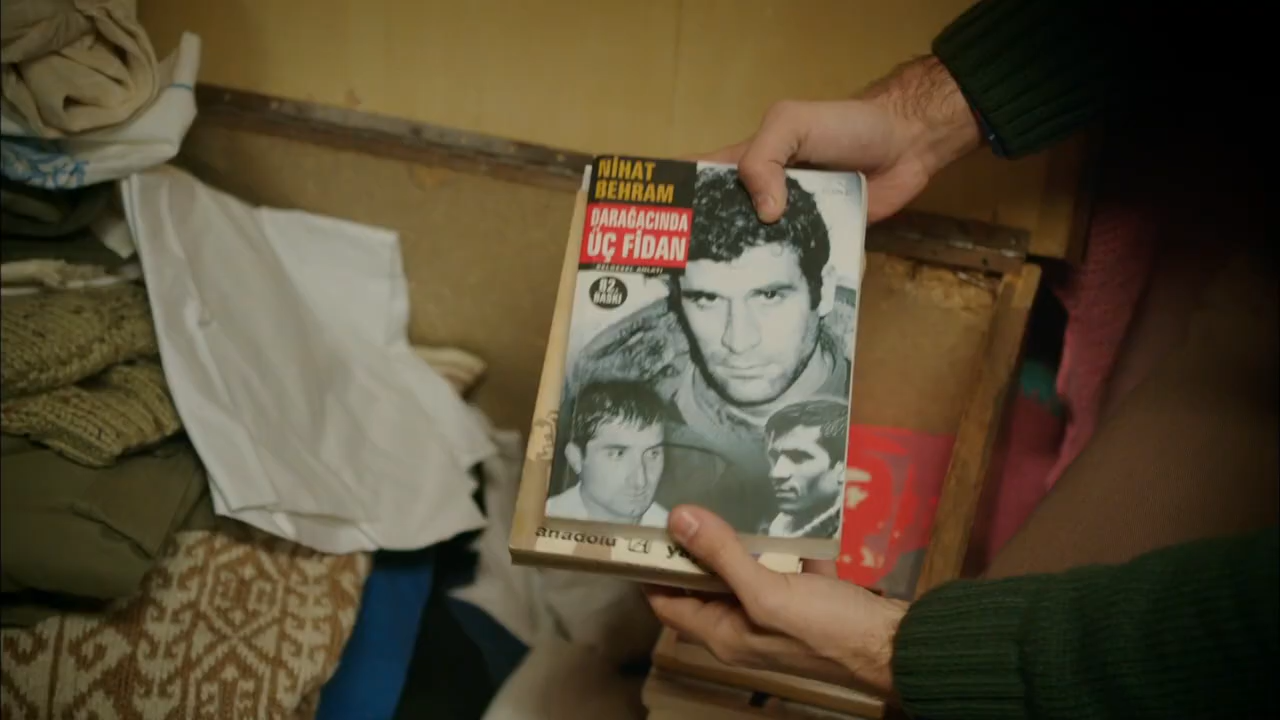 NİHAT
BEHRAM
DARAĞACINDA
ÜÇ FİDAN
BELGESEL ANLATI
82.
BASKI
anadolu